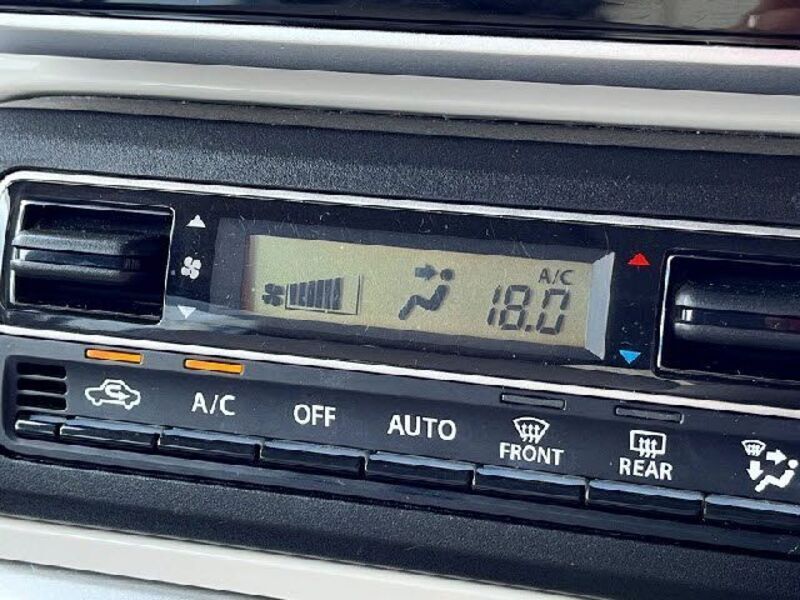 A/C
18.0
A/C
OFF
AUTO
FRONT
REAR